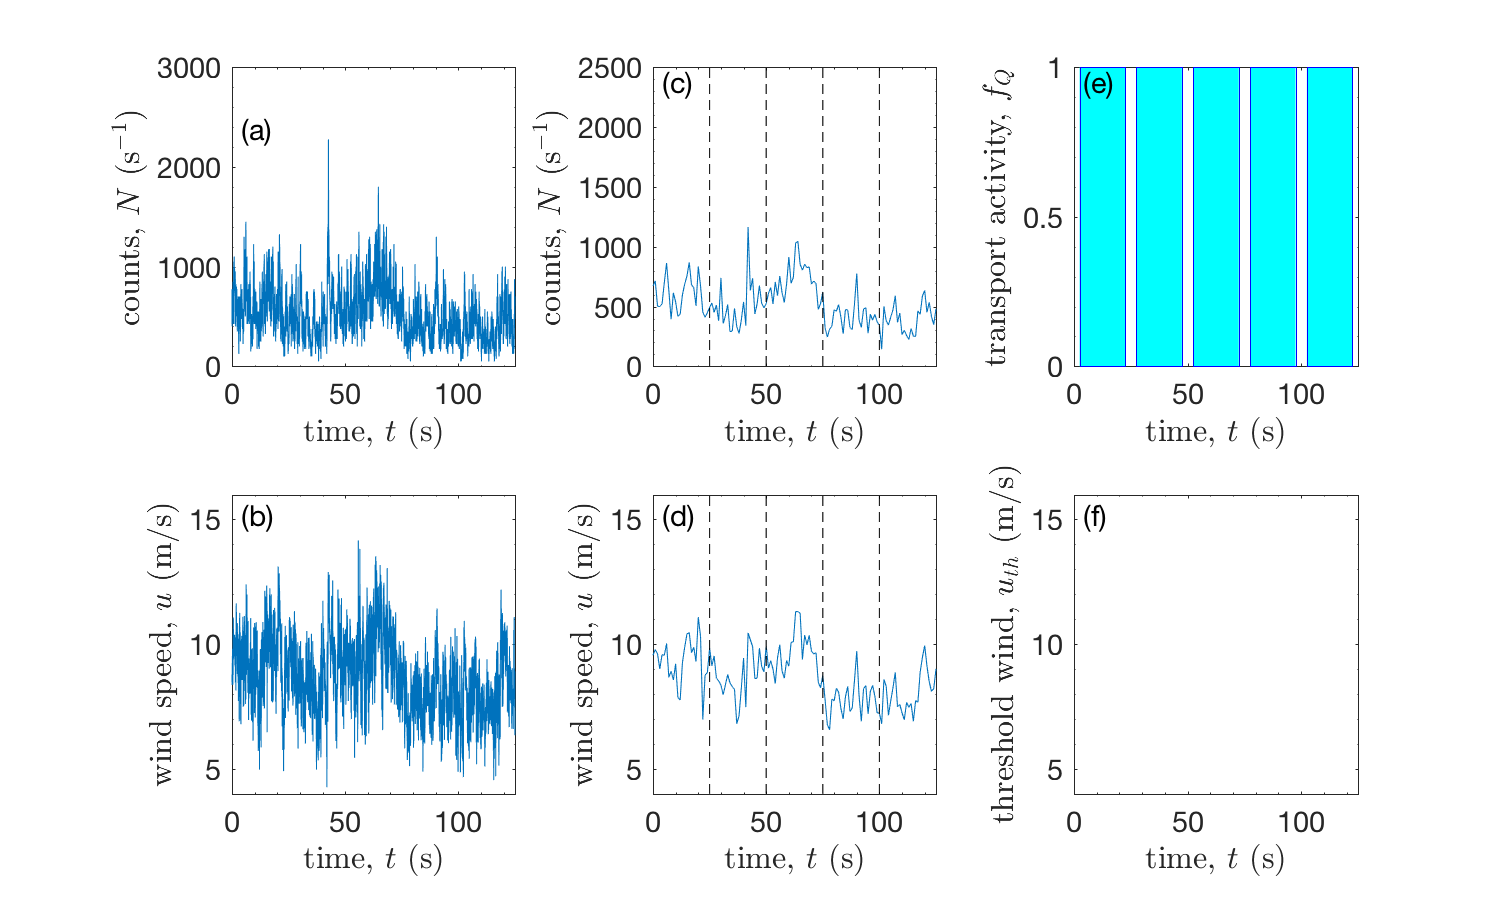 (a)
counts, N (s⁻¹)
3000
2000
1000
0
0 50 100
time, t (s)
(c)
counts, N (s⁻¹)
2500
2000
1500
1000
500
0
0 50 100
time, t (s)
(e)
transport activity, f_Q
1
0.5
0
0 50 100
time, t (s)
(b)
wind speed, u (m/s)
15
10
5
0 50 100
time, t (s)
(d)
wind speed, u (m/s)
15
10
5
0 50 100
time, t (s)
(f)
threshold wind, u_th (m/s)
15
10
5
0 50 100
time, t (s)